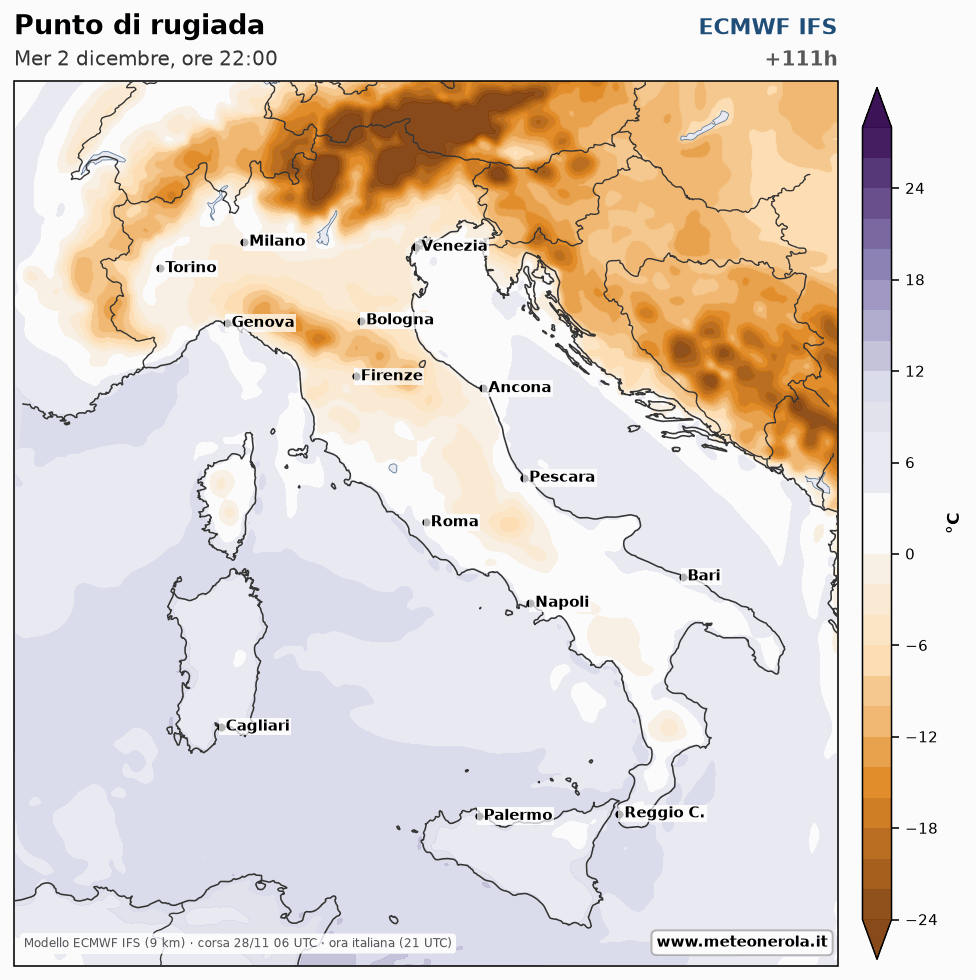 Punto di rugiada
ECMWF IFS
Mer 2 dicembre, ore 22:00
+111h
Milano
Venezia
Torino
Genova
Bologna
Firenze
Ancona
Pescara
Roma
Bari
Napoli
Cagliari
Palermo
Reggio C.
24
18
12
6
0
−6
−12
−18
−24
°C
Modello ECMWF IFS (9 km) · corsa 28/11 06 UTC · ora italiana (21 UTC)
www.meteonerola.it